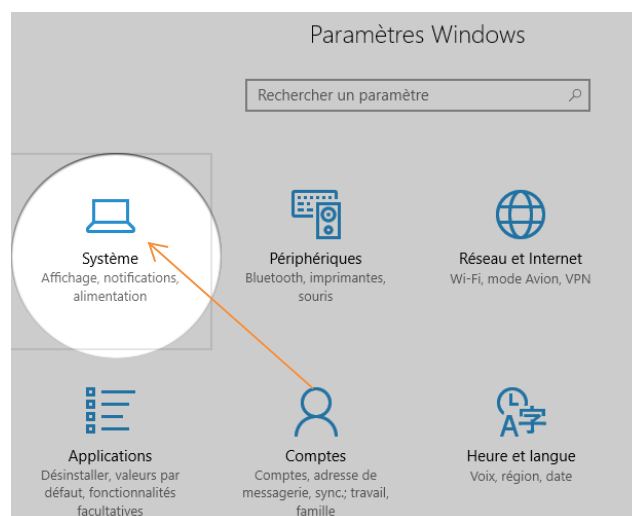 Paramètres Windows
Rechercher un paramètre
Système
Affichage, notifications,
alimentation
Périphériques
Bluetooth, imprimantes,
souris
Réseau et Internet
Wi-Fi, mode Avion, VPN
Applications
Désinstaller, valeurs par
défaut, fonctionnalités
facultatives
Comptes
Comptes, adresse de
messagerie, sync.; travail,
famille
A字
Heure et langue
Voix, région, date